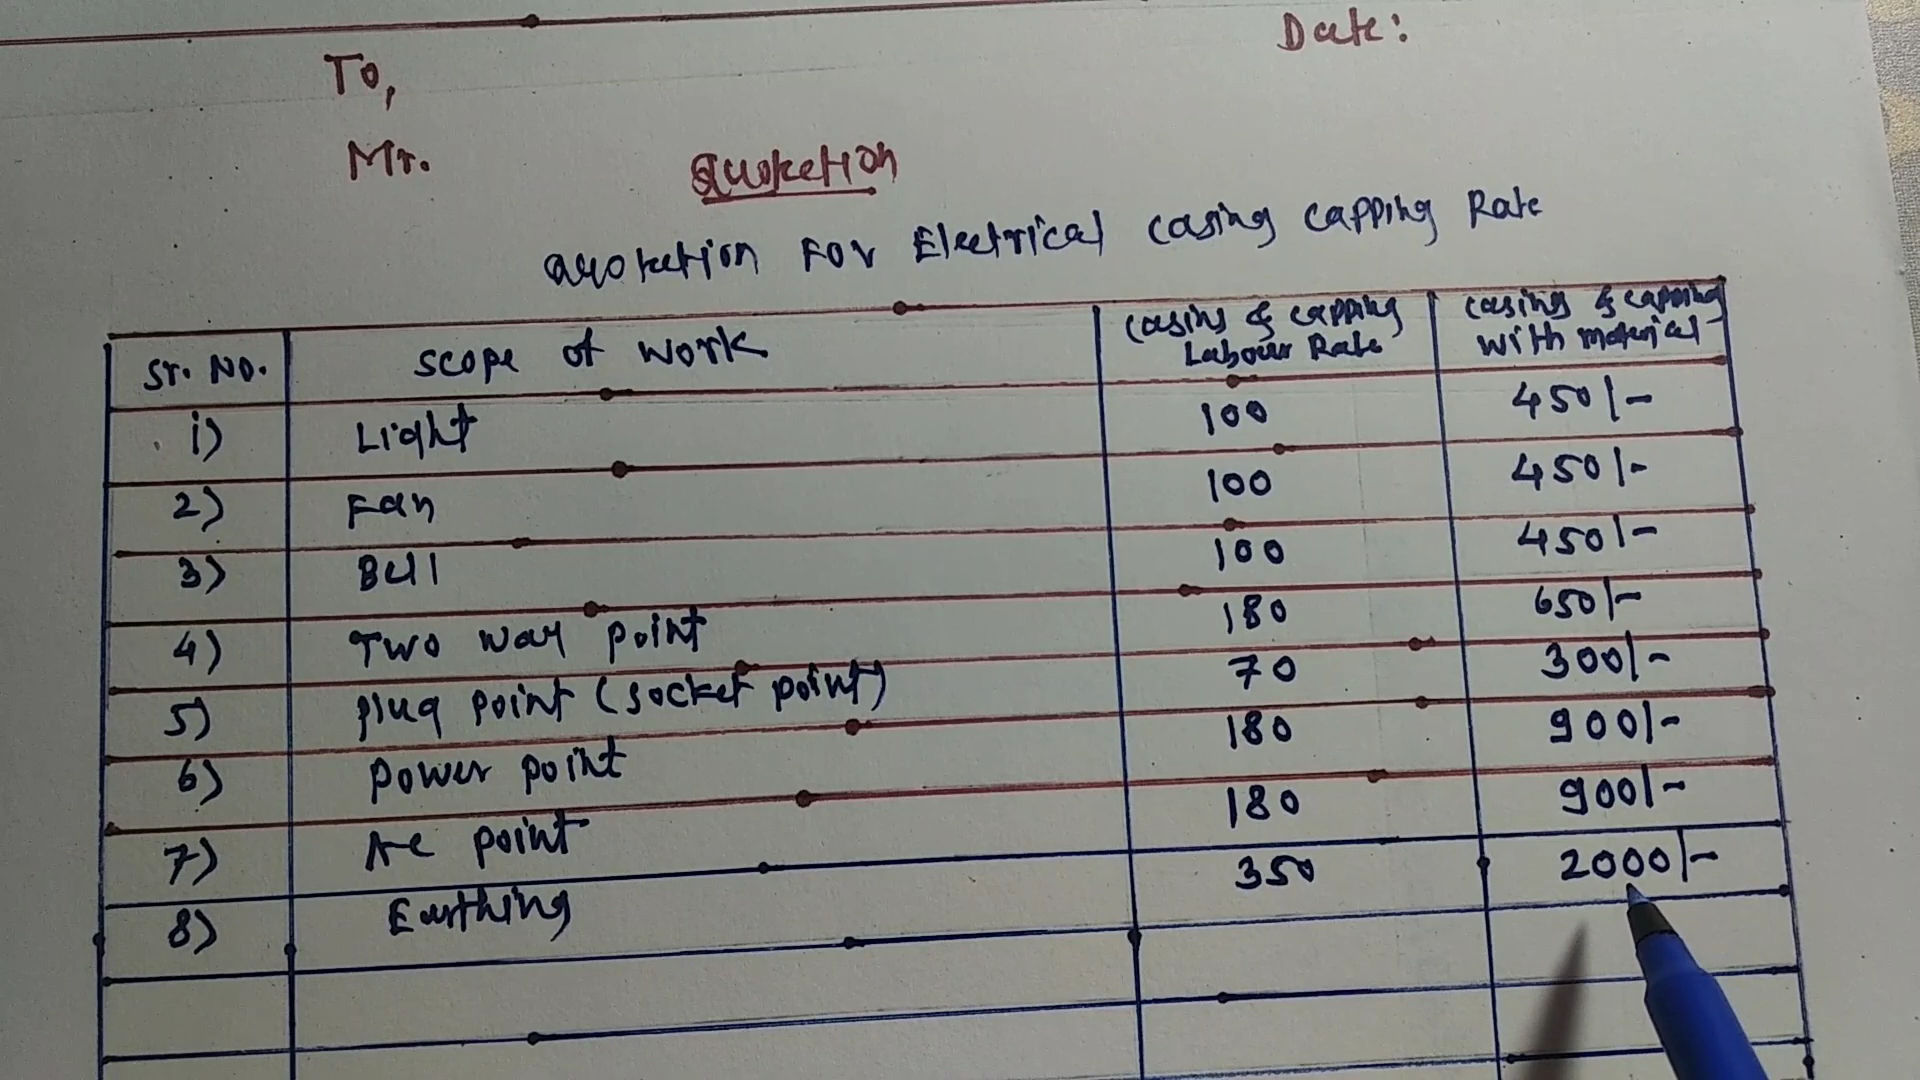 Date:
To,
Mr.
Quoketion
Quoketion For Electrical casing capping Rate
Sr. No. scope of work casing & capping Labour Rate casing & capping with material
1) Light 100 450/-
2) Fan 100 450/-
3) Bell 100 450/-
4) Two way point 180 650/-
5) plug point (socket point) 70 300/-
6) Power point 180 900/-
7) Ac point 180 900/-
8) Earthing 350 2000/-